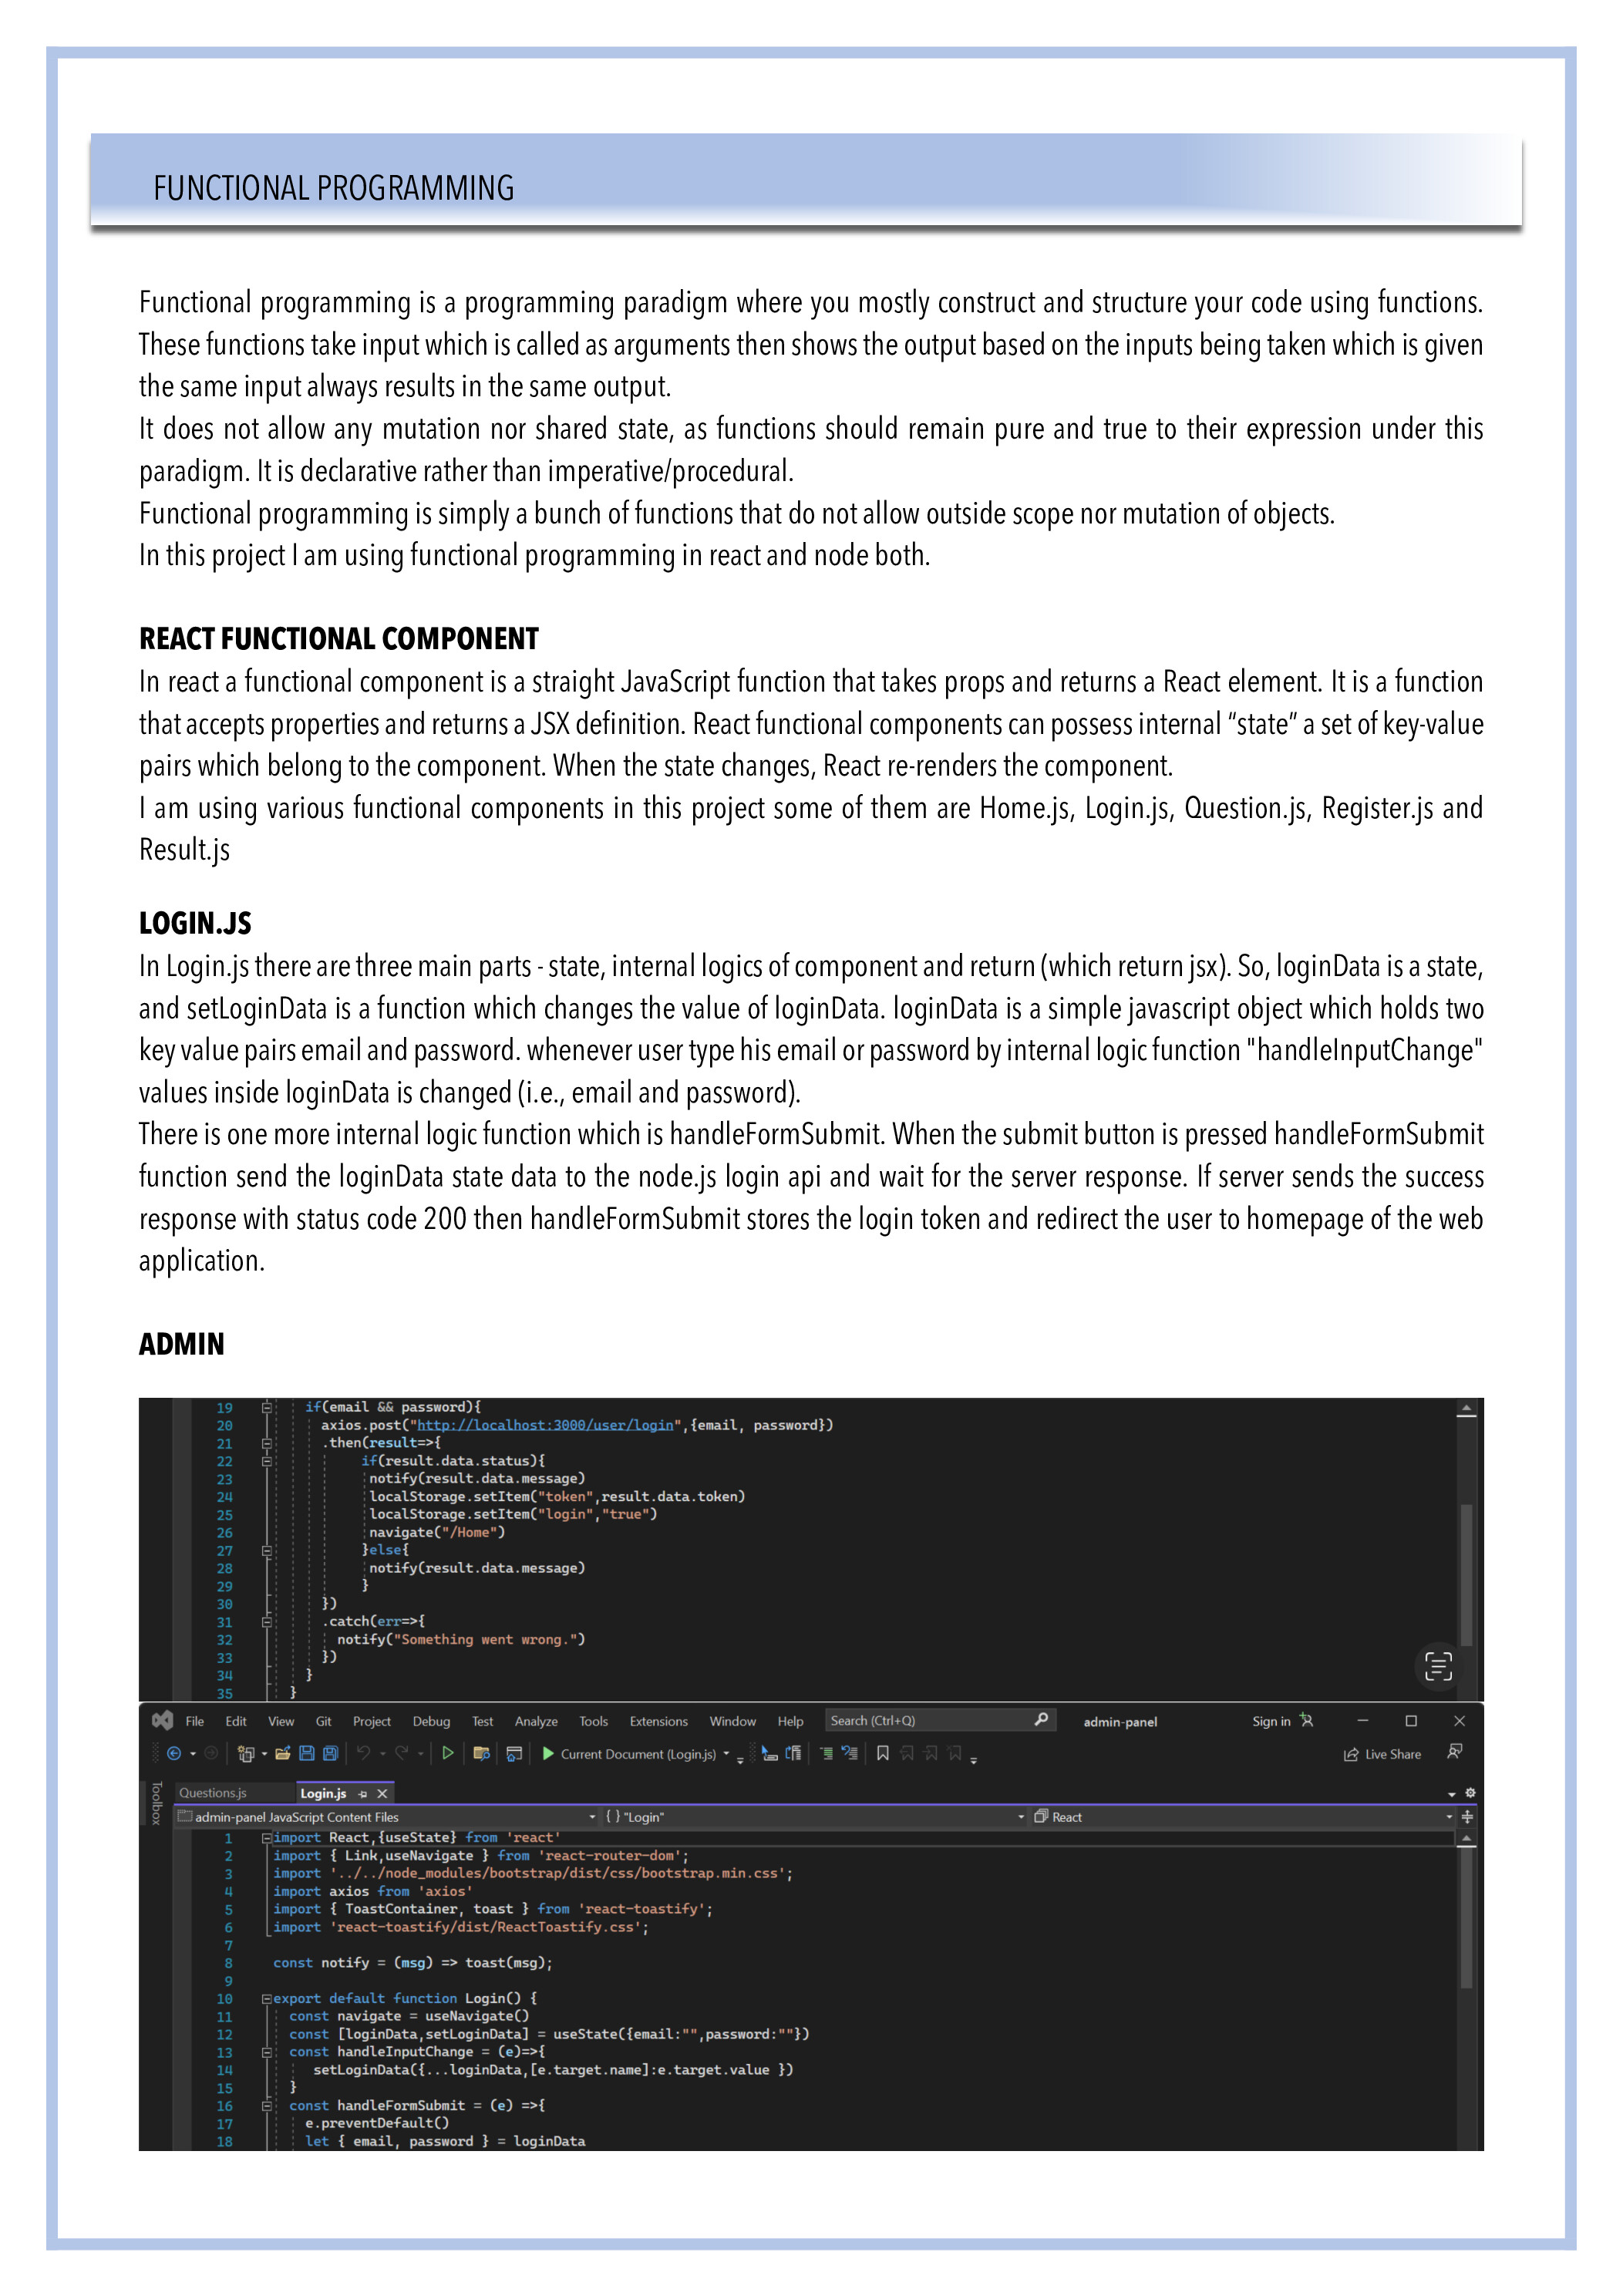 FUNCTIONAL PROGRAMMING
Functional programming is a programming paradigm where you mostly construct and structure your code using functions.
These functions take input which is called as arguments then shows the output based on the inputs being taken which is given
the same input always results in the same output.
It does not allow any mutation nor shared state, as functions should remain pure and true to their expression under this
paradigm. It is declarative rather than imperative/procedural.
Functional programming is simply a bunch of functions that do not allow outside scope nor mutation of objects.
In this project I am using functional programming in react and node both.
REACT FUNCTIONAL COMPONENT
In react a functional component is a straight JavaScript function that takes props and returns a React element. It is a function
that accepts properties and returns a JSX definition. React functional components can possess internal “state” a set of key-value
pairs which belong to the component. When the state changes, React re-renders the component.
I am using various functional components in this project some of them are Home.js, Login.js, Question.js, Register.js and
Result.js
LOGIN.JS
In Login.js there are three main parts - state, internal logics of component and return (which return jsx). So, loginData is a state,
and setLoginData is a function which changes the value of loginData. loginData is a simple javascript object which holds two
key value pairs email and password. whenever user type his email or password by internal logic function "handleInputChange"
values inside loginData is changed (i.e., email and password).
There is one more internal logic function which is handleFormSubmit. When the submit button is pressed handleFormSubmit
function send the loginData state data to the node.js login api and wait for the server response. If server sends the success
response with status code 200 then handleFormSubmit stores the login token and redirect the user to homepage of the web
application.
ADMIN
19 if(email && password){
20 axios.post("http://localhost:3000/user/login",{email, password})
21 .then(result=>{
22 if(result.data.status){
23 notify(result.data.message)
24 localStorage.setItem("token",result.data.token)
25 localStorage.setItem("login","true")
26 navigate("/Home")
27 }else{
28 notify(result.data.message)
29 }
30 })
31 .catch(err=>{
32 notify("Something went wrong.")
33 })
34 }
35 }
File Edit View Git Project Debug Test Analyze Tools Extensions Window Help Search (Ctrl+Q) admin-panel Sign in
Current Document (Login.js) Live Share
Toolbox
Questions.js Login.js
admin-panel JavaScript Content Files { } "Login" React
1 import React,{useState} from 'react'
2 import { Link,useNavigate } from 'react-router-dom';
3 import '../../node_modules/bootstrap/dist/css/bootstrap.min.css';
4 import axios from 'axios'
5 import { ToastContainer, toast } from 'react-toastify';
6 import 'react-toastify/dist/ReactToastify.css';
7
8 const notify = (msg) => toast(msg);
9
10 export default function Login() {
11 const navigate = useNavigate()
12 const [loginData,setLoginData] = useState({email:"",password:""})
13 const handleInputChange = (e)=>{
14 setLoginData({...loginData,[e.target.name]:e.target.value })
15 }
16 const handleFormSubmit = (e) =>{
17 e.preventDefault()
18 let { email, password } = loginData